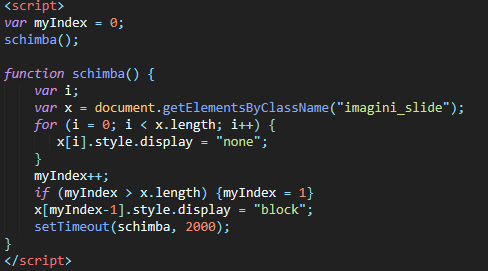 <script>
var myIndex = 0;
schimba();
function schimba() {
    var i;
    var x = document.getElementsByClassName("imagini_slide");
    for (i = 0; i < x.length; i++) {
       x[i].style.display = "none";
    }
    myIndex++;
    if (myIndex > x.length) {myIndex = 1}
    x[myIndex-1].style.display = "block";
    setTimeout(schimba, 2000);
}
</script>